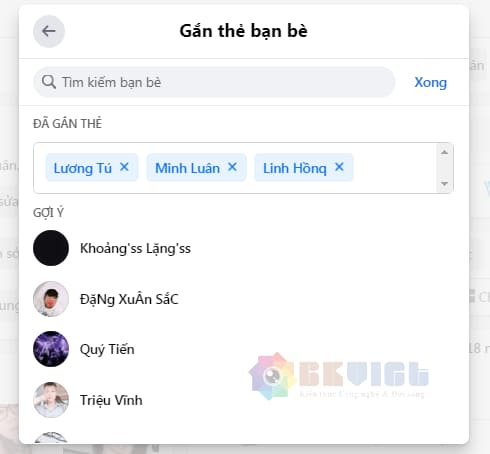 Gắn thẻ bạn bè
Tìm kiếm bạn bè
Xong
ĐÃ GẮN THẺ
Lương Tú
Minh Luân
Linh Hồng
GỢI Ý
Khoảng'ss Lặng'ss
ĐặNg XuÂn SắC
Quý Tiến
Triệu Vĩnh
BKVIET